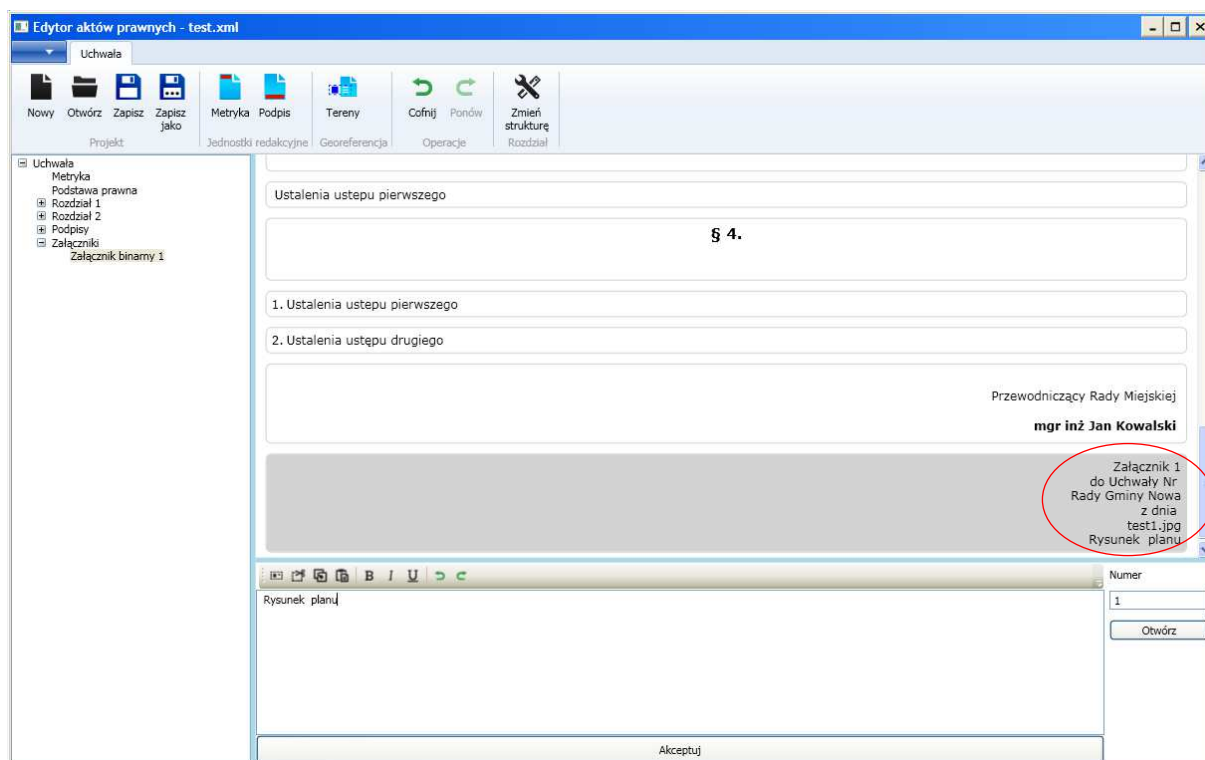 Edytor aktów prawnych - test.xml
Uchwała
Nowy Otwórz Zapisz Zapisz jako Metryka Podpis Tereny Cofnij Ponów Zmień strukturę
Projekt Jednostki redakcyjne Georeferencja Operacje Rozdział
Uchwała
Metryka
Podstawa prawna
Rozdział 1
Rozdział 2
Podpisy
Załączniki
Załącznik binarny 1
Ustalenia ustepu pierwszego
§ 4.
1. Ustalenia ustepu pierwszego
2. Ustalenia ustępu drugiego
Przewodniczący Rady Miejskiej
mgr inż Jan Kowalski
Załącznik 1
do Uchwały Nr
Rady Gminy Nowa
z dnia
test1.jpg
Rysunek planu
B I U
Rysunek planu
Numer
1
Otwórz
Akceptuj